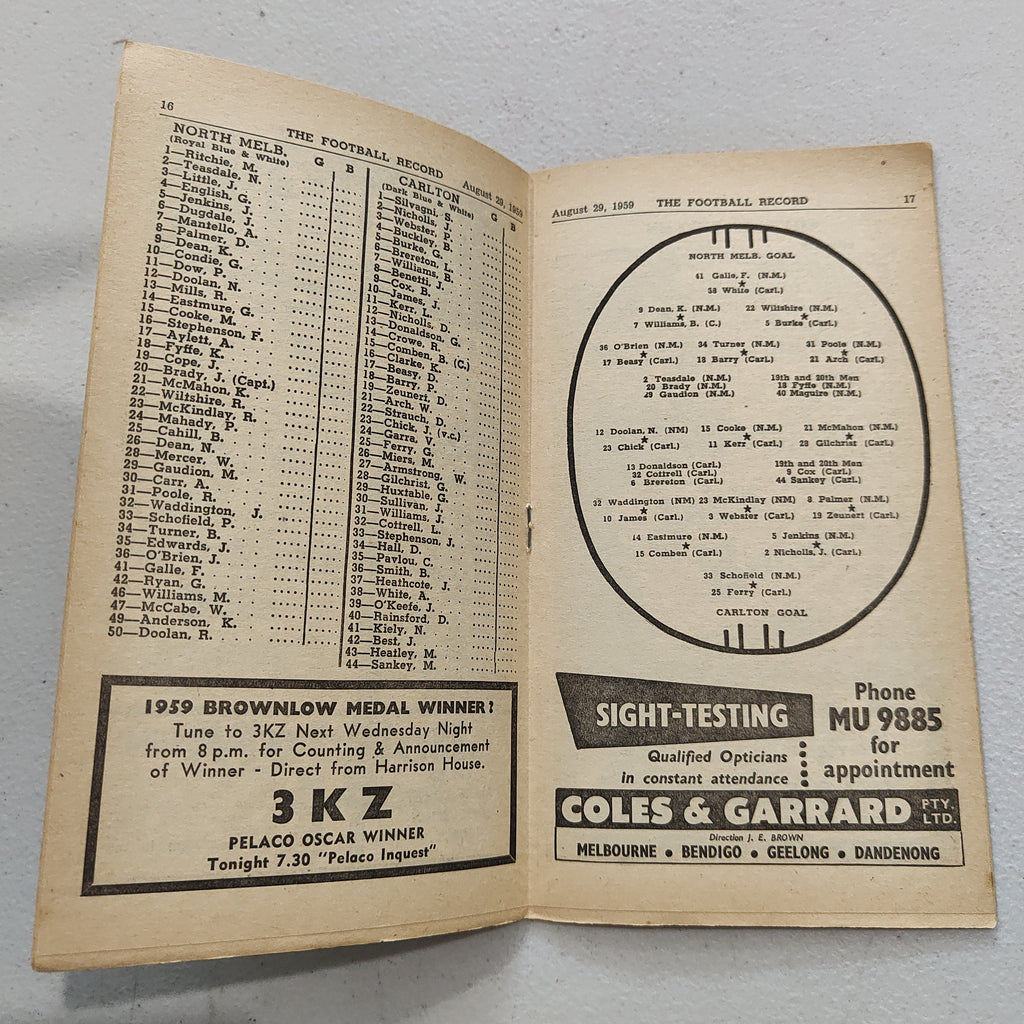 16
THE FOOTBALL RECORD
August 29, 1959
NORTH MELB. G B
(Royal Blue & White)
1—Ritchie, M.
2—Teasdale, N.
3—Little, J.
4—English, G.
5—Jenkins, J.
6—Dugdale, J.
7—Mantello, A.
8—Palmer, D.
9—Dean, K.
10—Condie, G.
11—Dow, P.
12—Doolan, N.
13—Mills, R.
14—Eastmure, G.
15—Cooke, M.
16—Stephenson, F.
17—Aylett, A.
18—Fyffe, K.
19—Cope, J.
20—Brady, J. (Capt.)
21—McMahon, K.
22—Wiltshire, R.
23—McKindlay, R.
24—Mahady, P.
25—Cahill, B.
26—Dean, N.
28—Mercer, W.
29—Gaudion, M.
30—Carr, A.
31—Poole, R.
32—Waddington, J.
33—Schofield, P.
34—Turner, B.
35—Edwards, J.
36—O'Brien, J.
41—Galle, F.
42—Ryan, G.
46—Williams, W.
47—McCabe, W.
49—Anderson, K.
50—Doolan, R.
CARLTON G B
(Dark Blue & White)
1—Silvagni, S.
2—Nicholls, J.
3—Webster, P.
4—Buckley, B.
5—Burke, G.
6—Brereton, L.
7—Williams, B.
8—Benetti, J.
9—Cox, B.
10—James, J.
11—Kerr, L.
12—Nicholls, D.
13—Donaldson, G.
14—Crowe, R.
15—Comben, B. (C.)
16—Clarke, K.
17—Beasy, D.
18—Barry, P.
19—Zeunert, D.
21—Arch, W.
22—Strauch, D.
23—Chick, J. (v.c.)
24—Garra, V.
25—Ferry, G.
26—Miers, M.
27—Armstrong, W.
28—Gilchrist, G.
29—Huxtable, G.
30—Sullivan, J.
31—Williams, J.
32—Cottrell, L.
33—Stephenson, J.
34—Hall, D.
35—Pavlou, C.
36—Smith, B.
37—Heathcote, J.
38—White, A.
39—O'Keefe, J.
40—Rainsford, D.
41—Kiely, N.
42—Best, J.
43—Heatley, M.
44—Sankey, M.
1959 BROWNLOW MEDAL WINNER?
Tune to 3KZ Next Wednesday Night
from 8 p.m. for Counting & Announcement
of Winner - Direct from Harrison House.
3KZ
PELACO OSCAR WINNER
Tonight 7.30 "Pelaco Inquest"
August 29, 1959 THE FOOTBALL RECORD 17
NORTH MELB. GOAL
41 Galle, F. (N.M.)
38 White (Carl.)
9 Dean, K. (N.M.) 22 Wiltshire (N.M.)
7 Williams, B. (C.) 5 Burke (Carl.)
36 O'Brien (N.M.) 34 Turner (N.M.) 31 Poole (N.M.)
17 Beasy (Carl.) 18 Barry (Carl.) 21 Arch (Carl.)
2 Teasdale (N.M.) 19th and 20th Men
20 Brady (N.M.) 18 Fyffe (N.M.)
29 Gaudion (N.M.) 40 Maguire (N.M.)
12 Doolan, N. (NM) 15 Cooke (N.M.) 21 McMahon (N.M.)
23 Chick (Carl.) 11 Kerr (Carl.) 28 Gilchrist (Carl.)
13 Donaldson (Carl.) 19th and 20th Men
32 Cottrell (Carl.) 9 Cox (Carl.)
6 Brereton (Carl.) 44 Sankey (Carl.)
32 Waddington (NM) 23 McKindlay (NM) 8 Palmer (N.M.)
10 James (Carl.) 3 Webster (Carl.) 19 Zeunert (Carl.)
14 Eastmure (N.M.) 5 Jenkins (N.M.)
15 Comben (Carl.) 2 Nicholls, J. (Carl.)
33 Schofield (N.M.)
25 Ferry (Carl.)
CARLTON GOAL
SIGHT-TESTING
Qualified Opticians
in constant attendance
Phone
MU 9885
for
appointment
COLES & GARRARD PTY. LTD.
Direction J. E. BROWN
MELBOURNE • BENDIGO • GEELONG • DANDENONG